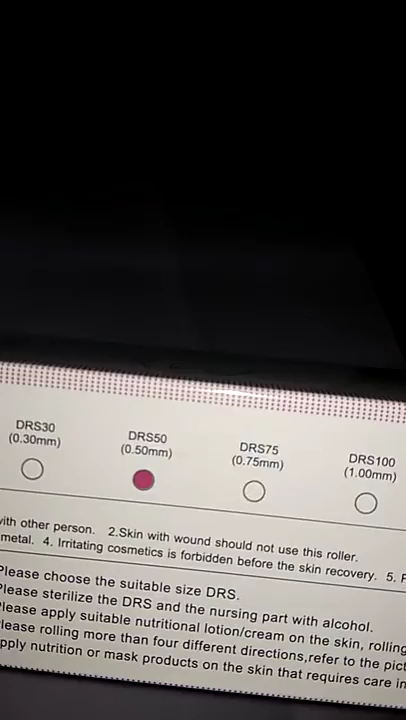 DRS30 DRS50 DRS75 DRS100
(0.30mm) (0.50mm) (0.75mm) (1.00mm)
with other person. 2.Skin with wound should not use this roller.
metal. 4. Irritating cosmetics is forbidden before the skin recovery. 5.
Please choose the suitable size DRS.
Please sterilize the DRS and the nursing part with alcohol.
Please apply suitable nutritional lotion/cream on the skin, rolling
Please rolling more than four different directions,refer to the pict
pply nutrition or mask products on the skin that requires care in